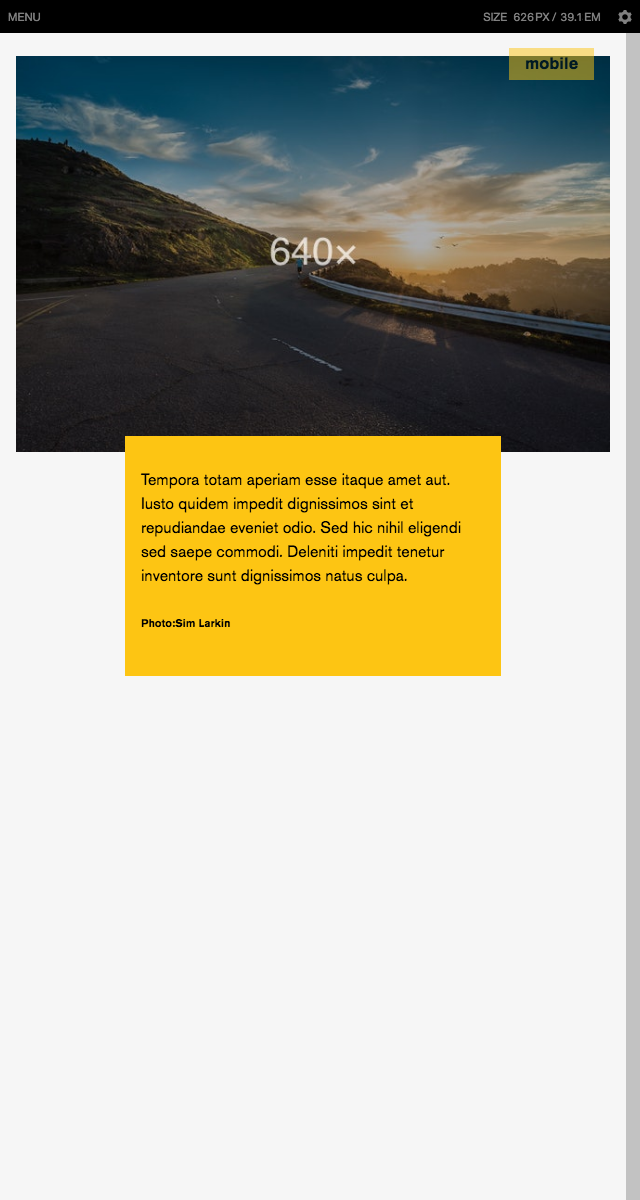 MENU
SIZE 626PX / 39.1EM
mobile
640×
Tempora totam aperiam esse itaque amet aut.
Iusto quidem impedit dignissimos sint et
repudiandae eveniet odio. Sed hic nihil eligendi
sed saepe commodi. Deleniti impedit tenetur
inventore sunt dignissimos natus culpa.
Photo:Sim Larkin